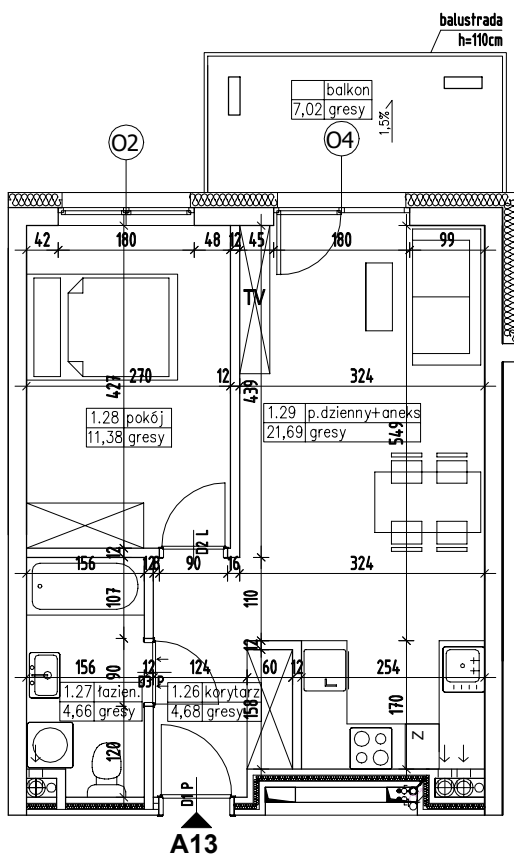 balustrada
h=110cm
balkon
7,02 gresy
1,5%
O2
O4
42
180
48
12
45
180
99
TV
427
270
12
439
324
1.28 pokój
11,38 gresy
1.29 p.dzienny+aneks
21,69 gresy
549
D2 L
12
156
12
8
90
16
324
107
110
12
156
90
12
124
60
12
254
D3 P
1.27 łazien.
4,66 gresy
1.26 korytarz
4,68 gresy
158
170
L
Z
120
D1 P
A13